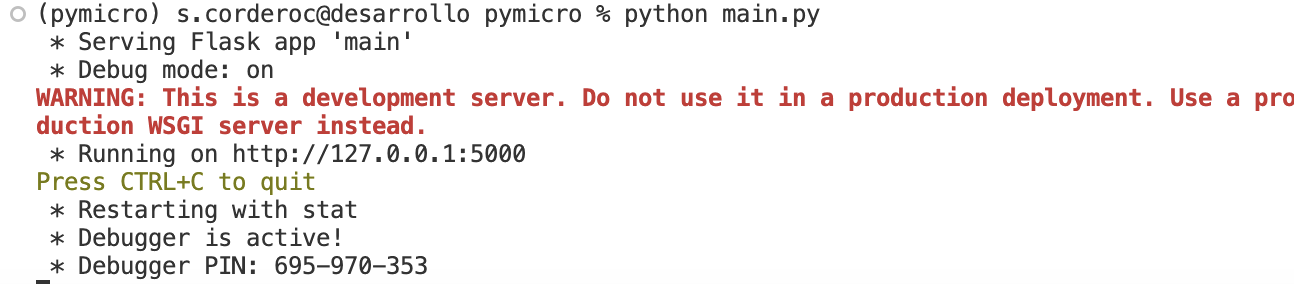 (pymicro) s.corderoc@desarrollo pymicro % python main.py
* Serving Flask app 'main'
* Debug mode: on
WARNING: This is a development server. Do not use it in a production deployment. Use a pro
duction WSGI server instead.
* Running on http://127.0.0.1:5000
Press CTRL+C to quit
* Restarting with stat
* Debugger is active!
* Debugger PIN: 695-970-353